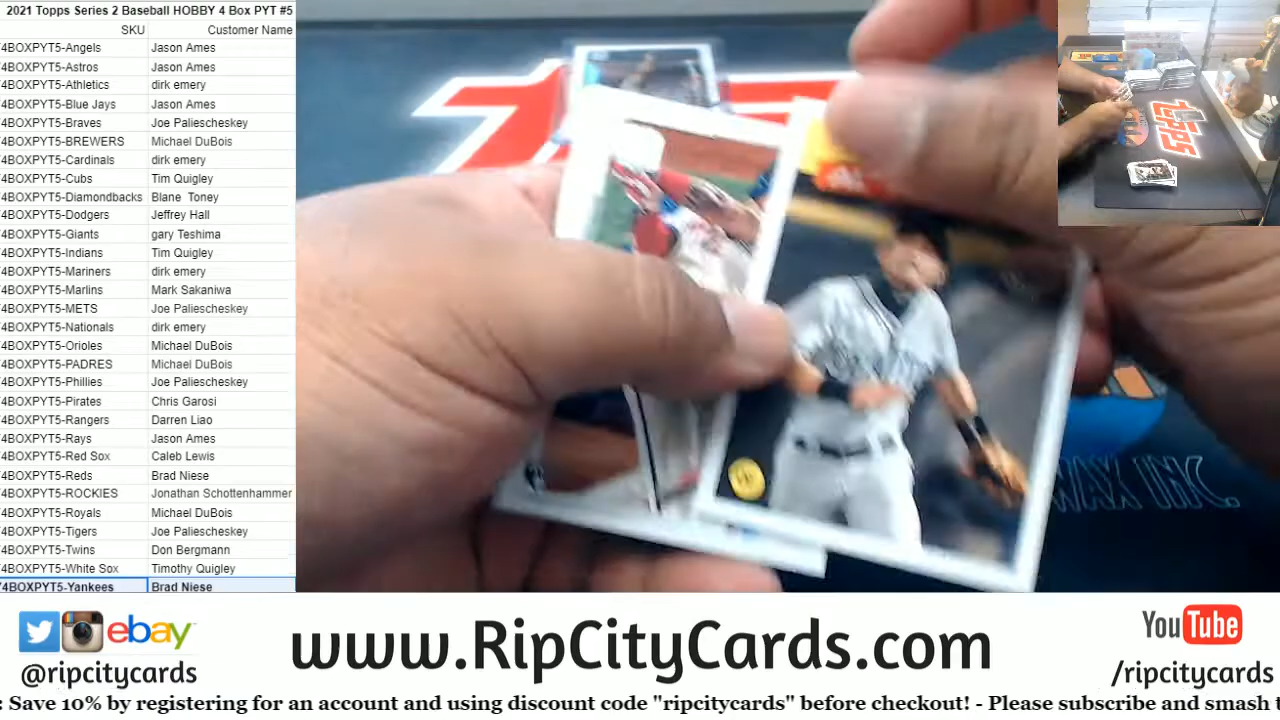 2021 Topps Series 2 Baseball HOBBY 4 Box PYT #5
SKU Customer Name
4BOXPYT5-Angels Jason Ames
4BOXPYT5-Astros Jason Ames
4BOXPYT5-Athletics dirk emery
4BOXPYT5-Blue Jays Jason Ames
4BOXPYT5-Braves Joe Paliescheskey
4BOXPYT5-BREWERS Michael DuBois
4BOXPYT5-Cardinals dirk emery
4BOXPYT5-Cubs Tim Quigley
4BOXPYT5-Diamondbacks Blane Toney
4BOXPYT5-Dodgers Jeffrey Hall
4BOXPYT5-Giants gary Teshima
4BOXPYT5-Indians Tim Quigley
4BOXPYT5-Mariners dirk emery
4BOXPYT5-Marlins Mark Sakaniwa
4BOXPYT5-METS Joe Paliescheskey
4BOXPYT5-Nationals dirk emery
4BOXPYT5-Orioles Michael DuBois
4BOXPYT5-PADRES Michael DuBois
4BOXPYT5-Phillies Joe Paliescheskey
4BOXPYT5-Pirates Chris Garosi
4BOXPYT5-Rangers Darren Liao
4BOXPYT5-Rays Jason Ames
4BOXPYT5-Red Sox Caleb Lewis
4BOXPYT5-Reds Brad Niese
4BOXPYT5-ROCKIES Jonathan Schottenhammer
4BOXPYT5-Royals Michael DuBois
4BOXPYT5-Tigers Joe Paliescheskey
4BOXPYT5-Twins Don Bergmann
4BOXPYT5-White Sox Timothy Quigley
4BOXPYT5-Yankees Brad Niese
Topps
WAX INC.
ebay
@ripcitycards
www.RipCityCards.com
YouTube
/ripcitycards
: Save 10% by registering for an account and using discount code "ripcitycards" before checkout! - Please subscribe and smash